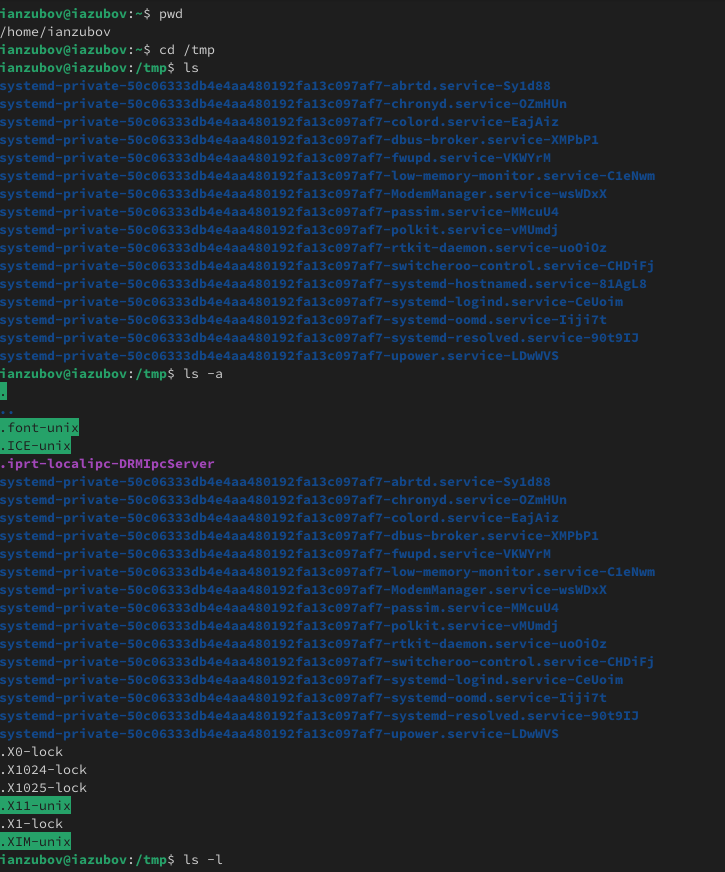 ianzubov@iazubov:~$ pwd
/home/ianzubov
ianzubov@iazubov:~$ cd /tmp
ianzubov@iazubov:/tmp$ ls
systemd-private-50c06333db4e4aa480192fa13c097af7-abrtd.service-Sy1d88
systemd-private-50c06333db4e4aa480192fa13c097af7-chronyd.service-OZmHUn
systemd-private-50c06333db4e4aa480192fa13c097af7-colord.service-EajAiz
systemd-private-50c06333db4e4aa480192fa13c097af7-dbus-broker.service-XMPbP1
systemd-private-50c06333db4e4aa480192fa13c097af7-fwupd.service-VKWYrM
systemd-private-50c06333db4e4aa480192fa13c097af7-low-memory-monitor.service-C1eNwm
systemd-private-50c06333db4e4aa480192fa13c097af7-ModemManager.service-wsWDxX
systemd-private-50c06333db4e4aa480192fa13c097af7-passim.service-MMcuU4
systemd-private-50c06333db4e4aa480192fa13c097af7-polkit.service-vMUmdj
systemd-private-50c06333db4e4aa480192fa13c097af7-rtkit-daemon.service-uoOiOz
systemd-private-50c06333db4e4aa480192fa13c097af7-switcheroo-control.service-CHDiFj
systemd-private-50c06333db4e4aa480192fa13c097af7-systemd-hostnamed.service-81AgL8
systemd-private-50c06333db4e4aa480192fa13c097af7-systemd-logind.service-CeUoim
systemd-private-50c06333db4e4aa480192fa13c097af7-systemd-oomd.service-Iiji7t
systemd-private-50c06333db4e4aa480192fa13c097af7-systemd-resolved.service-90t9IJ
systemd-private-50c06333db4e4aa480192fa13c097af7-upower.service-LDwWVS
ianzubov@iazubov:/tmp$ ls -a
.
..
.font-unix
.ICE-unix
.iprt-localipc-DRMIpcServer
systemd-private-50c06333db4e4aa480192fa13c097af7-abrtd.service-Sy1d88
systemd-private-50c06333db4e4aa480192fa13c097af7-chronyd.service-OZmHUn
systemd-private-50c06333db4e4aa480192fa13c097af7-colord.service-EajAiz
systemd-private-50c06333db4e4aa480192fa13c097af7-dbus-broker.service-XMPbP1
systemd-private-50c06333db4e4aa480192fa13c097af7-fwupd.service-VKWYrM
systemd-private-50c06333db4e4aa480192fa13c097af7-low-memory-monitor.service-C1eNwm
systemd-private-50c06333db4e4aa480192fa13c097af7-ModemManager.service-wsWDxX
systemd-private-50c06333db4e4aa480192fa13c097af7-passim.service-MMcuU4
systemd-private-50c06333db4e4aa480192fa13c097af7-polkit.service-vMUmdj
systemd-private-50c06333db4e4aa480192fa13c097af7-rtkit-daemon.service-uoOiOz
systemd-private-50c06333db4e4aa480192fa13c097af7-switcheroo-control.service-CHDiFj
systemd-private-50c06333db4e4aa480192fa13c097af7-systemd-logind.service-CeUoim
systemd-private-50c06333db4e4aa480192fa13c097af7-systemd-oomd.service-Iiji7t
systemd-private-50c06333db4e4aa480192fa13c097af7-systemd-resolved.service-90t9IJ
systemd-private-50c06333db4e4aa480192fa13c097af7-upower.service-LDwWVS
.X0-lock
.X1024-lock
.X1025-lock
.X11-unix
.X1-lock
.XIM-unix
ianzubov@iazubov:/tmp$ ls -l